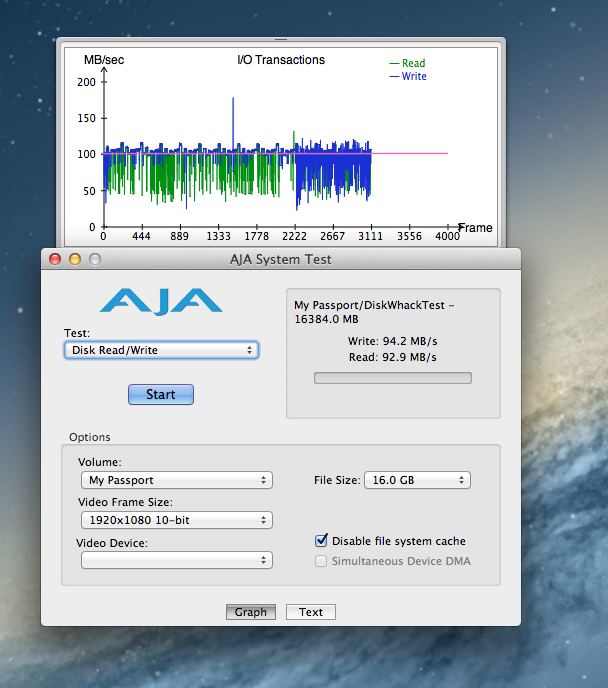 MB/sec
I/O Transactions
Read
Write
200
150
100
50
0
0 444 889 1333 1778 2222 2667 3111 3556 4000
Frame
AJA System Test
AJA
Test:
Disk Read/Write
Start
My Passport/DiskWhackTest –
16384.0 MB
Write: 94.2 MB/s
Read: 92.9 MB/s
Options
Volume:
My Passport
File Size: 16.0 GB
Video Frame Size:
1920x1080 10-bit
Video Device:
Disable file system cache
Simultaneous Device DMA
Graph
Text